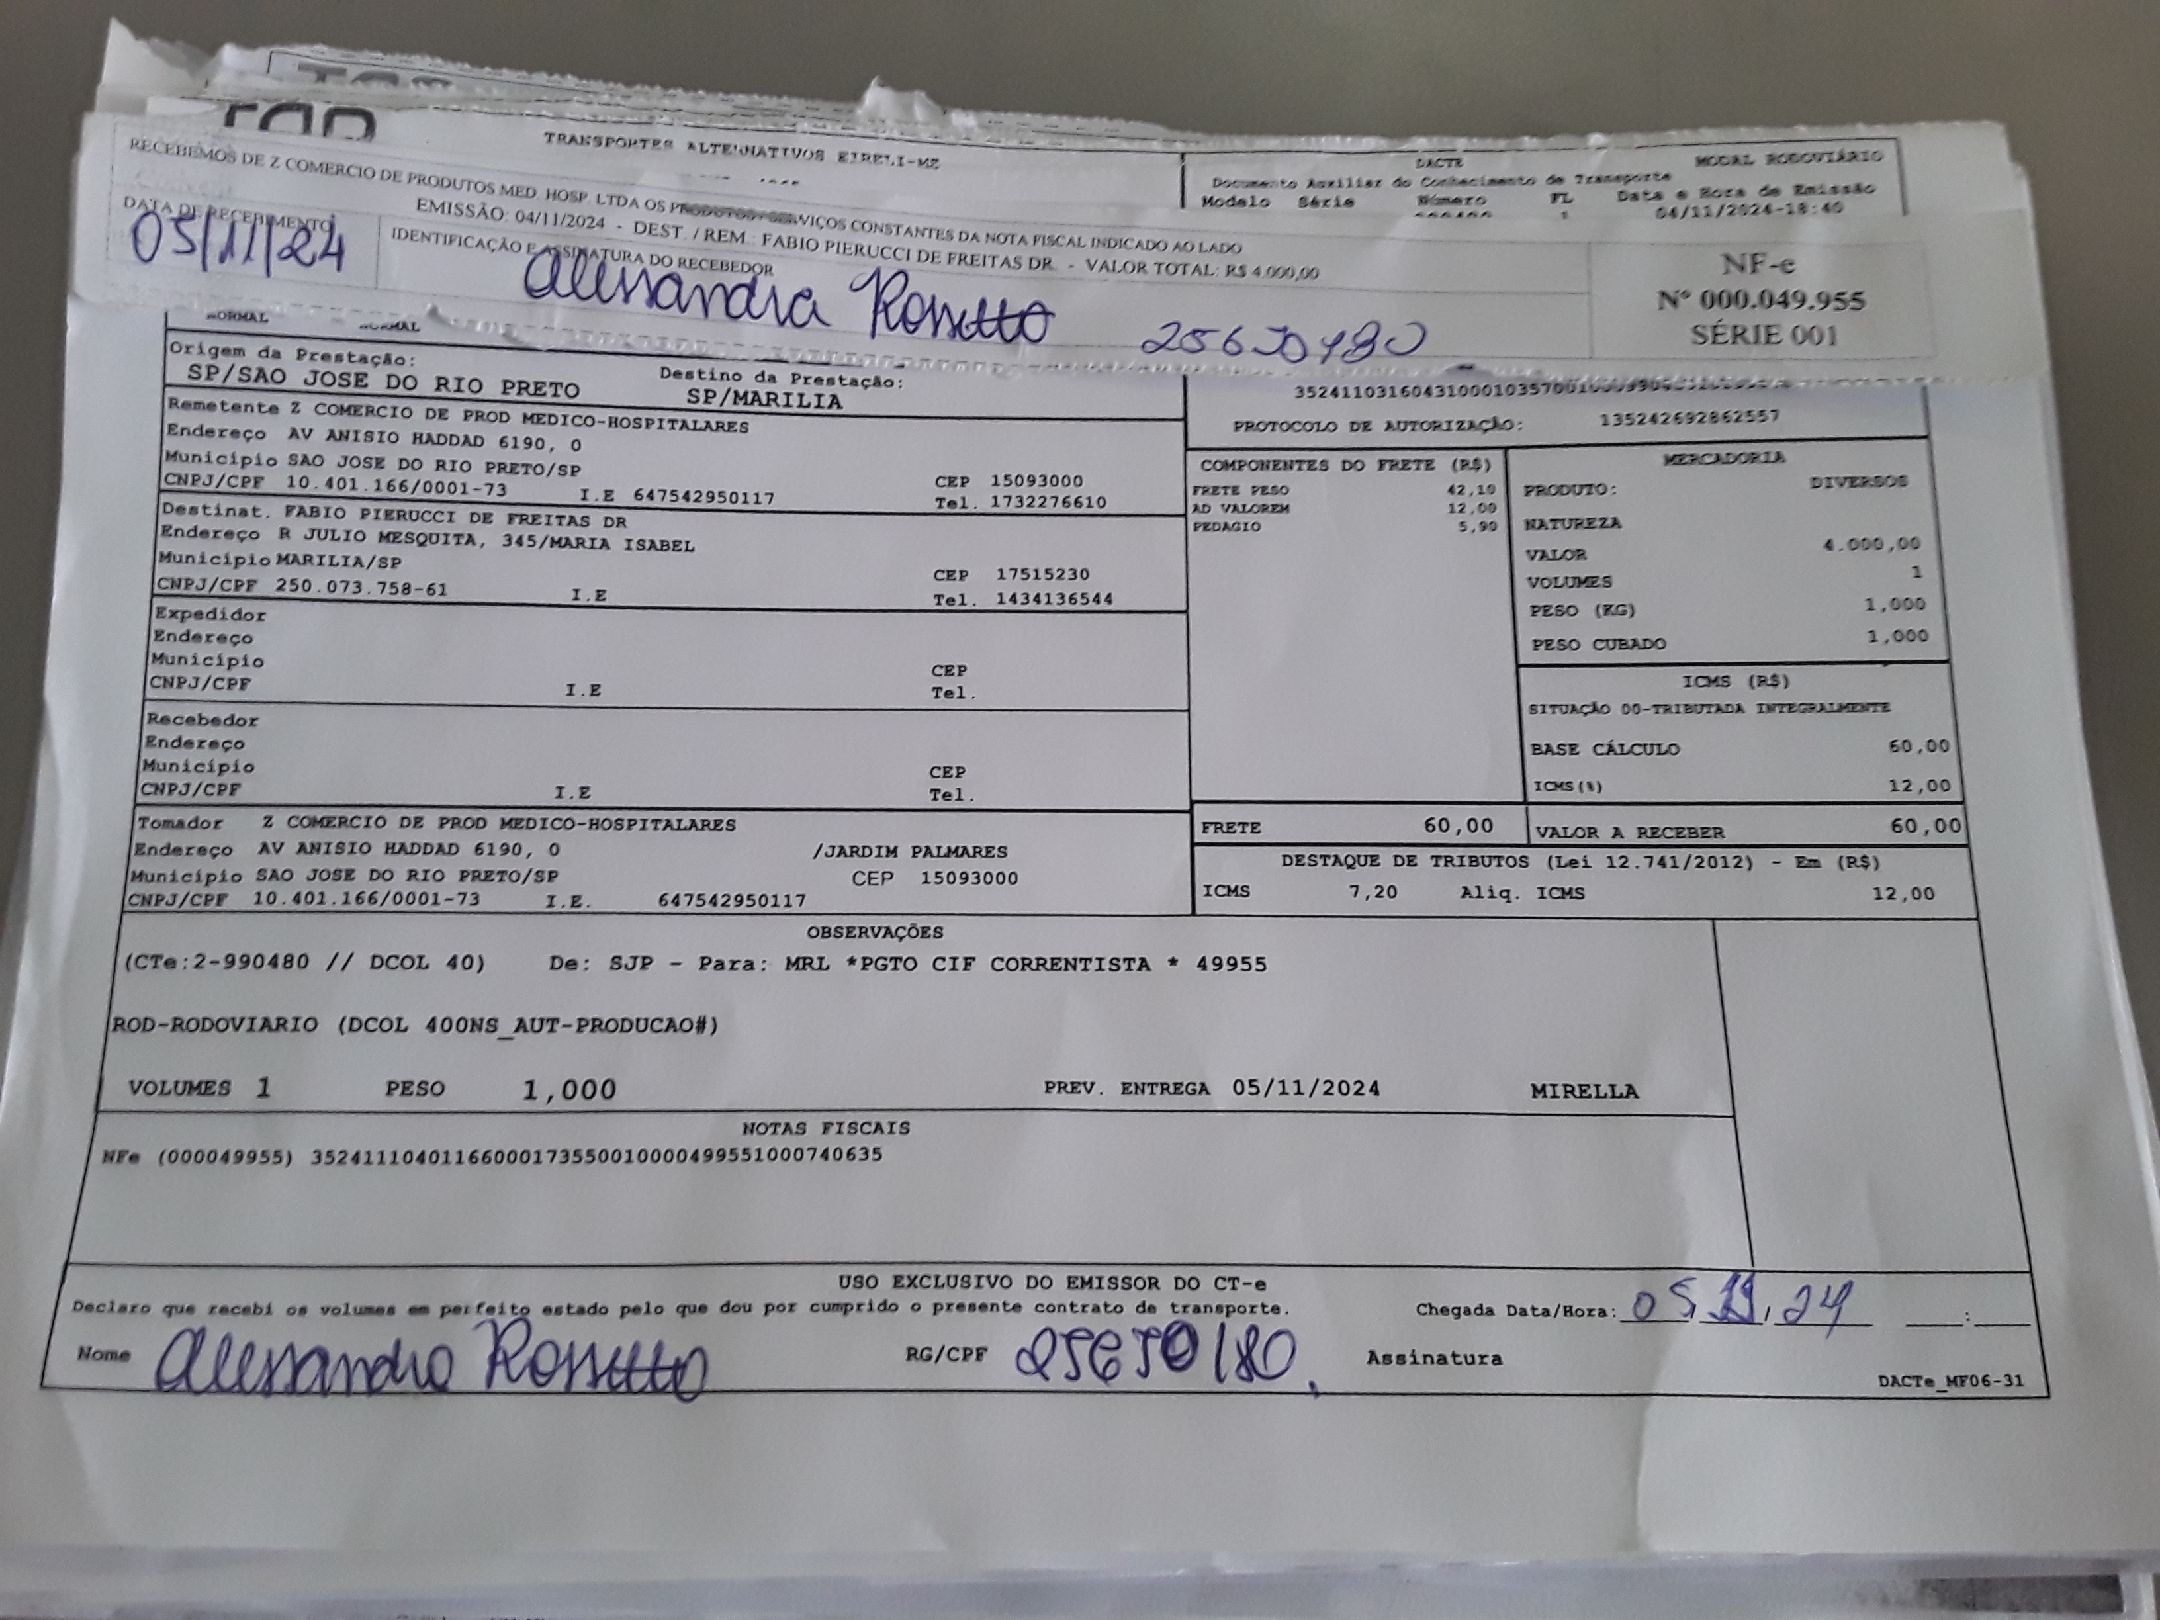 TRANSPORTES ALTERNATIVOS EIRELI-ME
DACTE
MODAL RODOVIÁRIO
Documento Auxiliar do Conhecimento de Transporte
Modelo Série Número FL Data e Hora de Emissão
04/11/2024-18:40
RECEBEMOS DE Z COMERCIO DE PRODUTOS MED. HOSP. LTDA OS PRODUTOS / SERVIÇOS CONSTANTES DA NOTA FISCAL INDICADO AO LADO
EMISSÃO: 04/11/2024 - DEST. / REM.: FABIO PIERUCCI DE FREITAS DR. - VALOR TOTAL: R$ 4.000,00
DATA DE RECEBIMENTO
05/11/24
IDENTIFICAÇÃO E ASSINATURA DO RECEBEDOR
Alessandra Rossetto
NF-e
Nº 000.049.955
SÉRIE 001
NORMAL NORMAL
Origem da Prestação:
SP/SAO JOSE DO RIO PRETO
Destino da Prestação:
SP/MARILIA
PROTOCOLO DE AUTORIZAÇÃO: 135242692862557
Remetente Z COMERCIO DE PROD MEDICO-HOSPITALARES
Endereço AV ANISIO HADDAD 6190, 0
Município SAO JOSE DO RIO PRETO/SP CEP 15093000
CNPJ/CPF 10.401.166/0001-73 I.E 647542950117 Tel. 1732276610
Destinat. FABIO PIERUCCI DE FREITAS DR
Endereço R JULIO MESQUITA, 345/MARIA ISABEL
Município MARILIA/SP CEP 17515230
CNPJ/CPF 250.073.758-61 I.E Tel. 1434136544
Expedidor
Endereço
Município CEP
CNPJ/CPF I.E Tel.
Recebedor
Endereço
Município CEP
CNPJ/CPF I.E Tel.
Tomador Z COMERCIO DE PROD MEDICO-HOSPITALARES
Endereço AV ANISIO HADDAD 6190, 0 /JARDIM PALMARES
Município SAO JOSE DO RIO PRETO/SP CEP 15093000
CNPJ/CPF 10.401.166/0001-73 I.E. 647542950117
COMPONENTES DO FRETE (R$)
FRETE PESO 42,10
AD VALOREM 12,00
PEDAGIO 5,90
MERCADORIA
PRODUTO: DIVERSOS
NATUREZA
VALOR 4.000,00
VOLUMES 1
PESO (KG) 1,000
PESO CUBADO 1,000
ICMS (R$)
SITUAÇÃO 00-TRIBUTADA INTEGRALMENTE
BASE CÁLCULO 60,00
ICMS(%) 12,00
FRETE 60,00
VALOR A RECEBER 60,00
DESTAQUE DE TRIBUTOS (Lei 12.741/2012) - Em (R$)
ICMS 7,20 Aliq. ICMS 12,00
OBSERVAÇÕES
(CTe:2-990480 // DCOL 40) De: SJP - Para: MRL *PGTO CIF CORRENTISTA * 49955
ROD-RODOVIARIO (DCOL 400NS_AUT-PRODUCAO#)
VOLUMES 1 PESO 1,000 PREV. ENTREGA 05/11/2024 MIRELLA
NOTAS FISCAIS
NFe (000049955) 35241110401166000173550010000499551000740635
USO EXCLUSIVO DO EMISSOR DO CT-e
Declaro que recebi os volumes em perfeito estado pelo que dou por cumprido o presente contrato de transporte.
Chegada Data/Hora: 05, 11, 24 :
Nome Alessandra Rossetto RG/CPF 25650180 Assinatura
DACTe_MF06-31